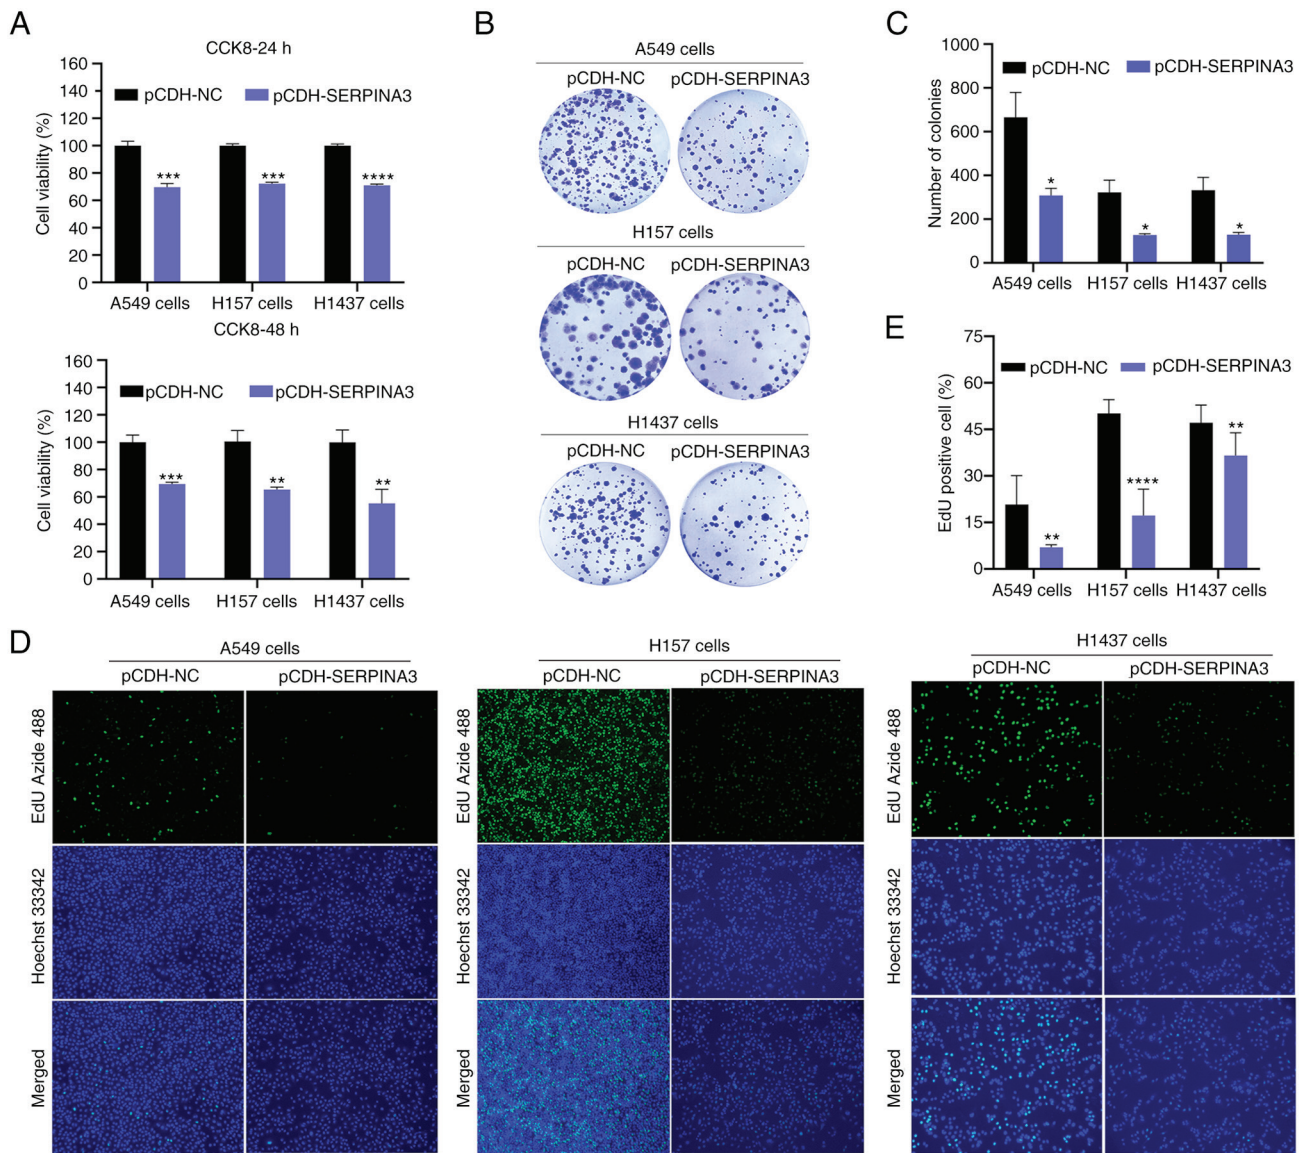 A
CCK8-24 h
160
140
120
100
80
60
40
20
0
Cell viability (%)
pCDH-NC
pCDH-SERPINA3
***
***
****
A549 cells
H157 cells
H1437 cells
CCK8-48 h
160
140
120
100
80
60
40
20
0
Cell viability (%)
pCDH-NC
pCDH-SERPINA3
***
**
**
A549 cells
H157 cells
H1437 cells
B
A549 cells
pCDH-NC
pCDH-SERPINA3
H157 cells
pCDH-NC
pCDH-SERPINA3
H1437 cells
pCDH-NC
pCDH-SERPINA3
C
1000
800
600
400
200
0
Number of colonies
pCDH-NC
pCDH-SERPINA3
*
*
*
A549 cells
H157 cells
H1437 cells
E
75
60
45
30
15
0
EdU positive cell (%)
pCDH-NC
pCDH-SERPINA3
**
****
**
A549 cells
H157 cells
H1437 cells
D
A549 cells
pCDH-NC
pCDH-SERPINA3
EdU Azide 488
Hoechst 33342
Merged
H157 cells
pCDH-NC
pCDH-SERPINA3
EdU Azide 488
Hoechst 33342
Merged
H1437 cells
pCDH-NC
pCDH-SERPINA3
EdU Azide 488
Hoechst 33342
Merged